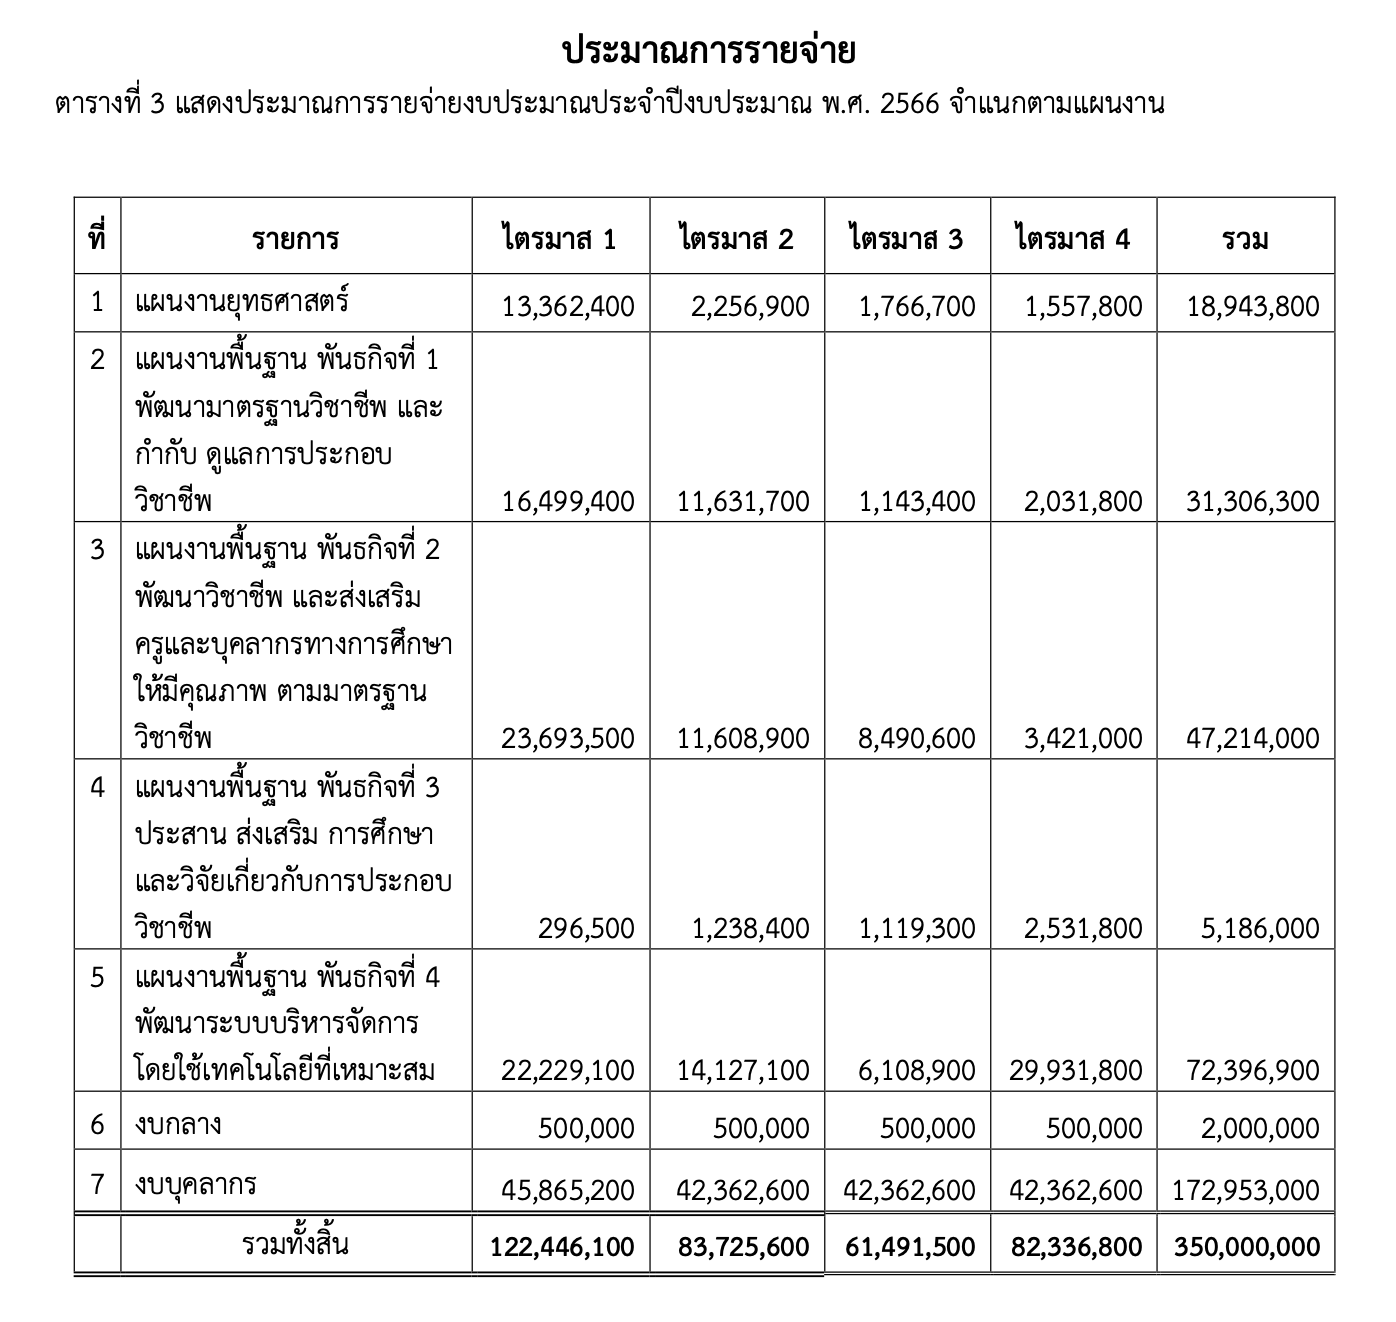 ประมาณการรายจ่าย
ตารางที่ 3 แสดงประมาณการรายจ่ายงบประมาณประจำปีงบประมาณ พ.ศ. 2566 จำแนกตามแผนงาน
ที่ รายการ ไตรมาส 1 ไตรมาส 2 ไตรมาส 3 ไตรมาส 4 รวม
1 แผนงานยุทธศาสตร์ 13,362,400 2,256,900 1,766,700 1,557,800 18,943,800
2 แผนงานพื้นฐาน พันธกิจที่ 1
พัฒนามาตรฐานวิชาชีพ และ
กำกับ ดูแลการประกอบ
วิชาชีพ 16,499,400 11,631,700 1,143,400 2,031,800 31,306,300
3 แผนงานพื้นฐาน พันธกิจที่ 2
พัฒนาวิชาชีพ และส่งเสริม
ครูและบุคลากรทางการศึกษา
ให้มีคุณภาพ ตามมาตรฐาน
วิชาชีพ 23,693,500 11,608,900 8,490,600 3,421,000 47,214,000
4 แผนงานพื้นฐาน พันธกิจที่ 3
ประสาน ส่งเสริม การศึกษา
และวิจัยเกี่ยวกับการประกอบ
วิชาชีพ 296,500 1,238,400 1,119,300 2,531,800 5,186,000
5 แผนงานพื้นฐาน พันธกิจที่ 4
พัฒนาระบบบริหารจัดการ
โดยใช้เทคโนโลยีที่เหมาะสม 22,229,100 14,127,100 6,108,900 29,931,800 72,396,900
6 งบกลาง 500,000 500,000 500,000 500,000 2,000,000
7 งบบุคลากร 45,865,200 42,362,600 42,362,600 42,362,600 172,953,000
รวมทั้งสิ้น 122,446,100 83,725,600 61,491,500 82,336,800 350,000,000